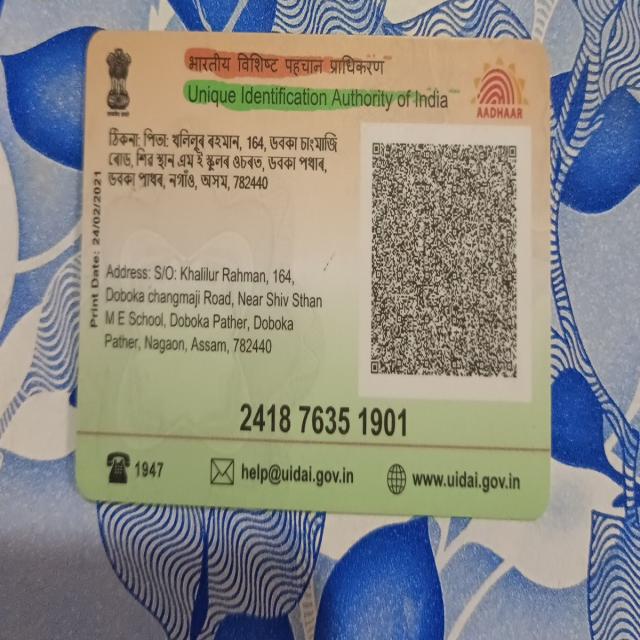 भारतीय विशिष्ट पहचान प्राधिकरण
Unique Identification Authority of India
AADHAAR
ঠিকনা: পিতা: খলিলুৰ ৰহমান, 164, ডবকা চাংমাজি
ৰোড, শিৱ স্থান এম ই স্কুলৰ ওচৰত, ডবকা পথাৰ,
ডবকা পাথৰ, নগাঁও, অসম, 782440
Print Date: 24/02/2021
Address: S/O: Khalilur Rahman, 164,
Doboka changmaji Road, Near Shiv Sthan
M E School, Doboka Pather, Doboka
Pather, Nagaon, Assam, 782440
2418 7635 1901
1947
help@uidai.gov.in
www.uidai.gov.in